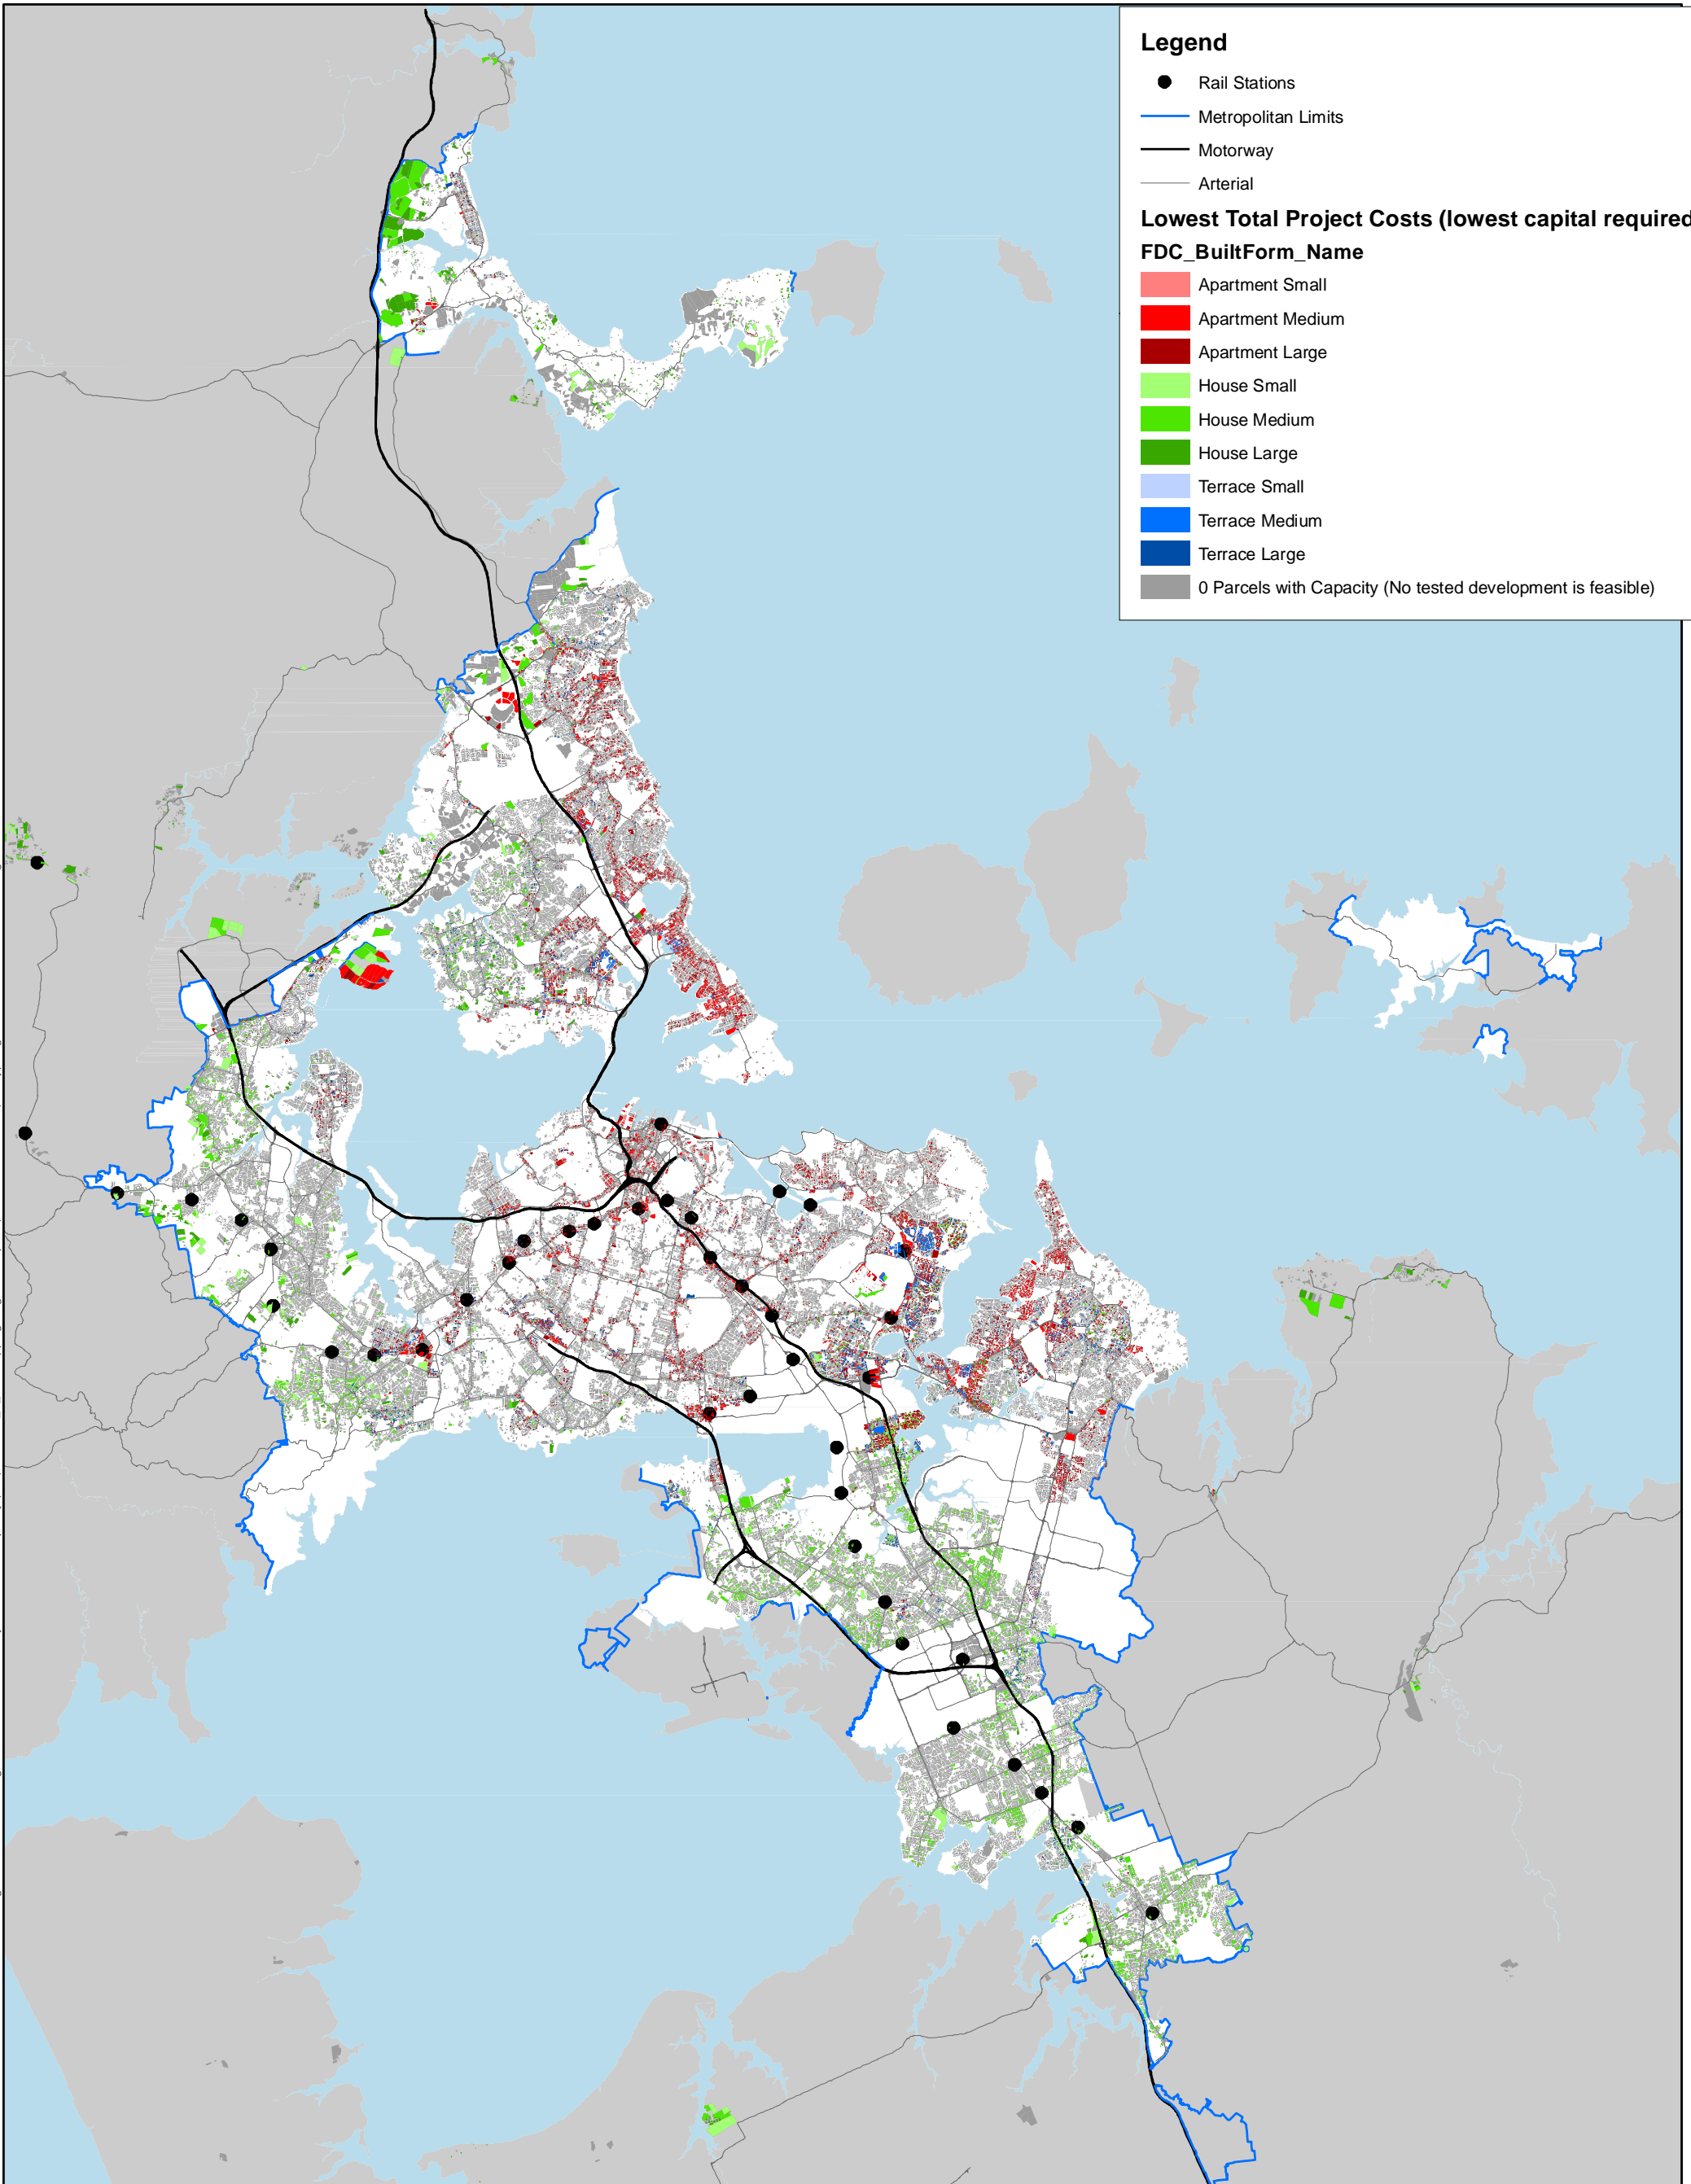 Legend
Rail Stations
Metropolitan Limits
Motorway
Arterial
Lowest Total Project Costs (lowest capital required
FDC_BuiltForm_Name
Apartment Small
Apartment Medium
Apartment Large
House Small
House Medium
House Large
Terrace Small
Terrace Medium
Terrace Large
0 Parcels with Capacity (No tested development is feasible)